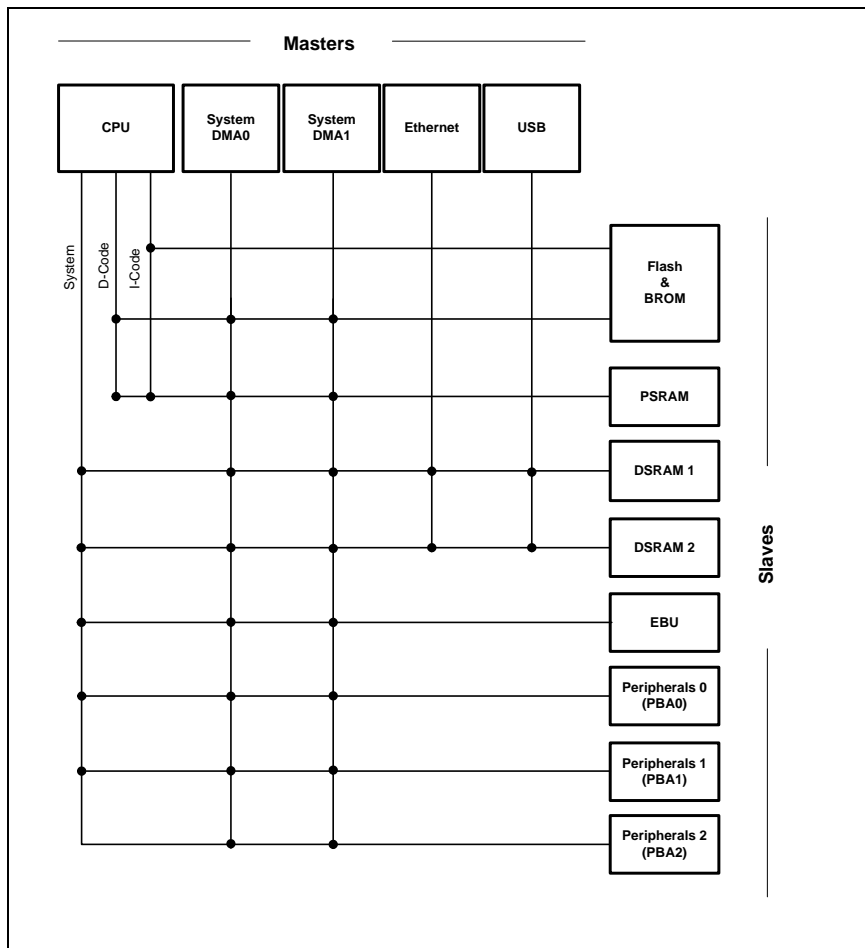 Masters
CPU
System
DMA0
System
DMA1
Ethernet
USB
System
D-Code
I-Code
Flash
&
BROM
PSRAM
DSRAM 1
DSRAM 2
EBU
Peripherals 0
(PBA0)
Peripherals 1
(PBA1)
Peripherals 2
(PBA2)
Slaves